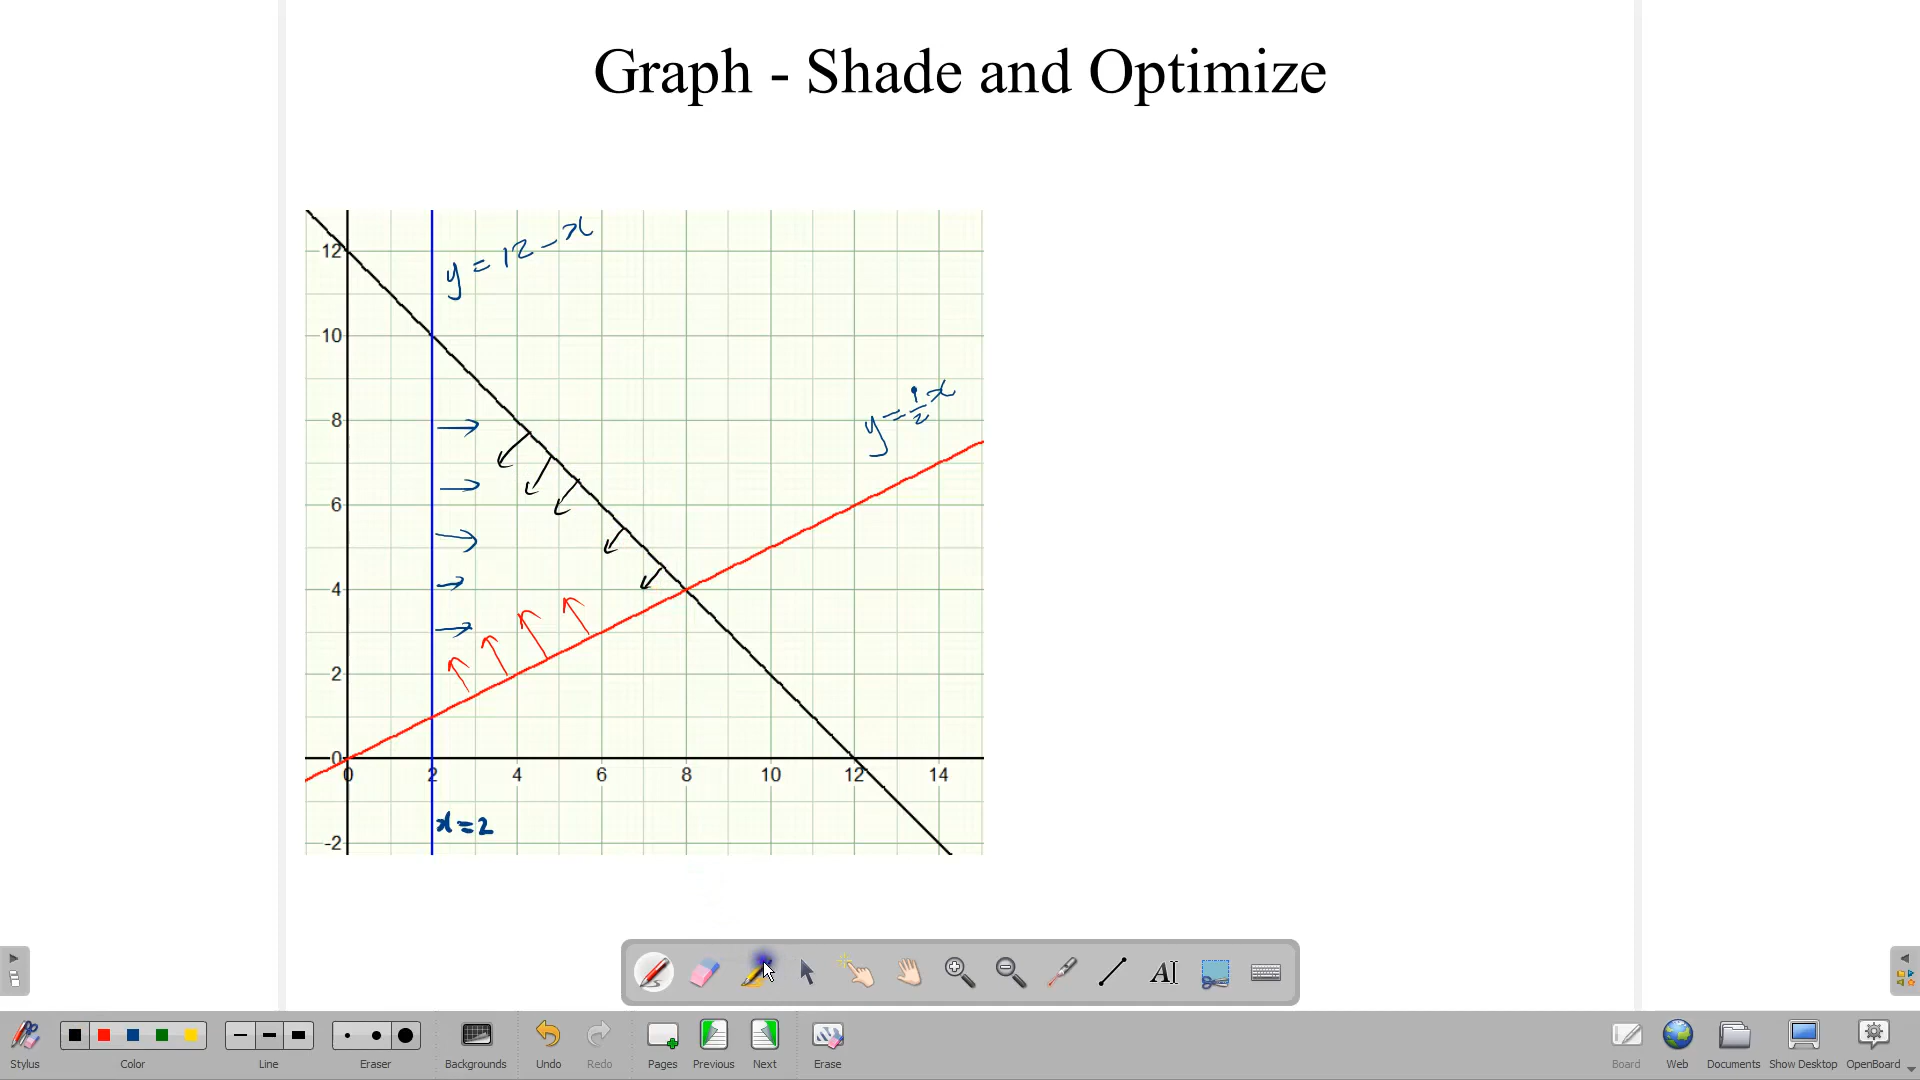 Graph - Shade and Optimize
y = 12 - x
y = 1/2 x
12
10
8
6
4
2
0
-2
0 2 4 6 8 10 12 14
x = 2
AI
Stylus
Color
Line
Eraser
Backgrounds
Undo
Redo
Pages
Previous
Next
Erase
Board
Web
Documents
Show Desktop
OpenBoard